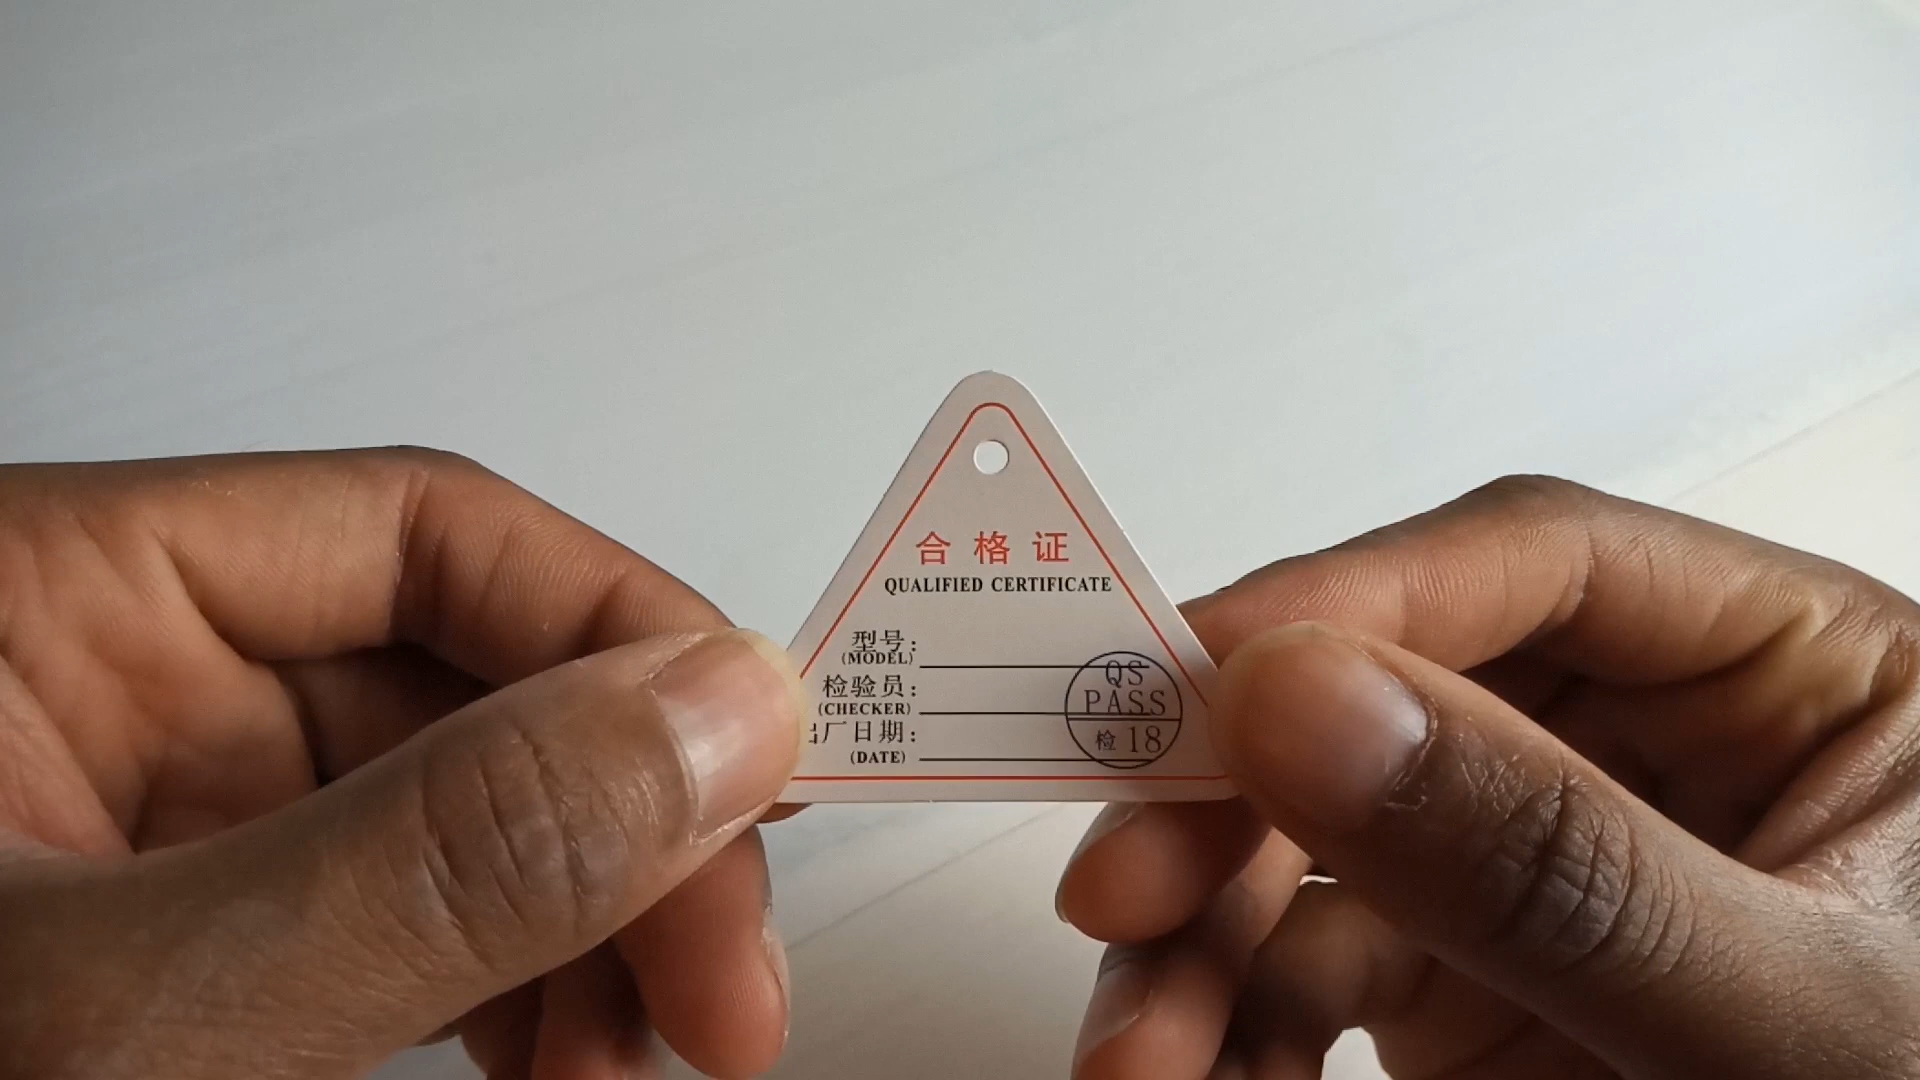 合格证
QUALIFIED CERTIFICATE
型号:
(MODEL)
检验员:
(CHECKER)
出厂日期:
(DATE)
QS
PASS
检 18